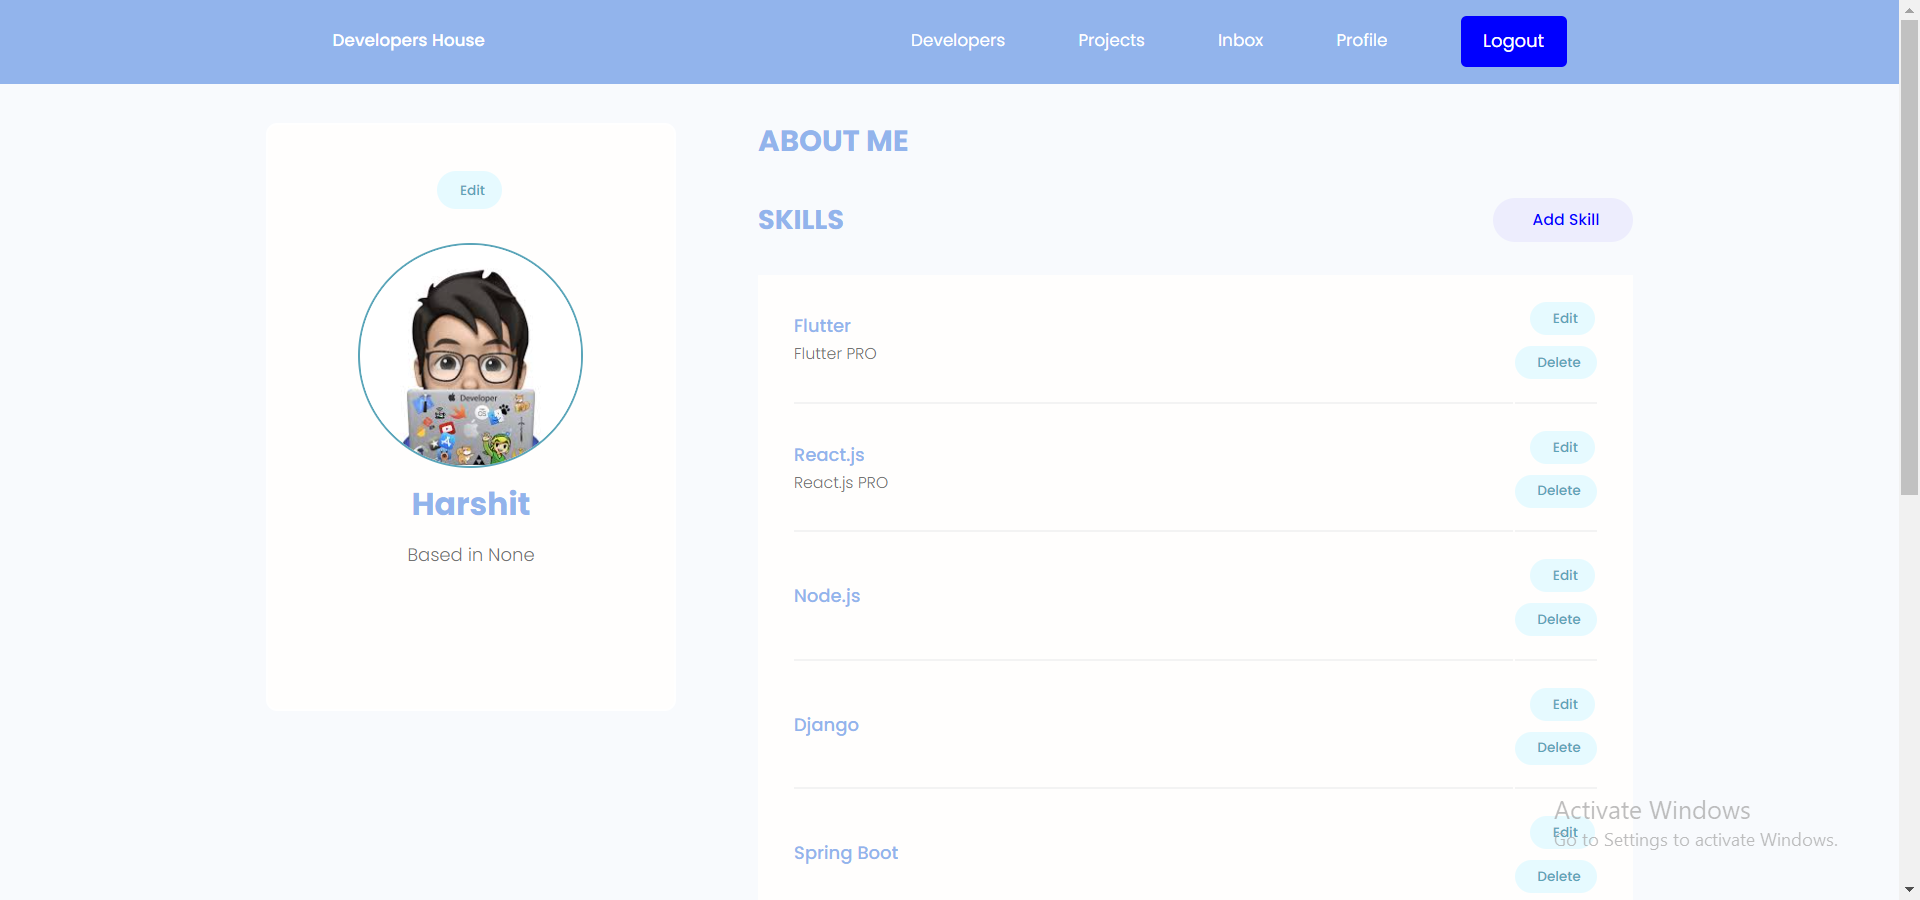 Developers House
Developers
Projects
Inbox
Profile
Logout
Edit
Developer
Harshit
Based in None
ABOUT ME
SKILLS
Add Skill
Flutter
Flutter PRO
Edit
Delete
React.js
React.js PRO
Edit
Delete
Node.js
Edit
Delete
Django
Edit
Delete
Spring Boot
Edit
Delete
Activate Windows
Go to Settings to activate Windows.